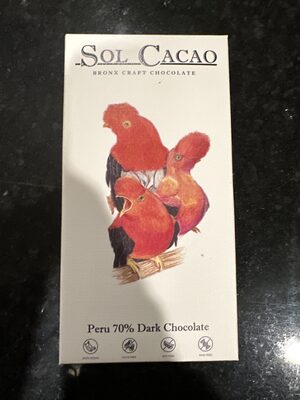 SOL CACAO
BRONX CRAFT CHOCOLATE
Peru 70% Dark Chocolate